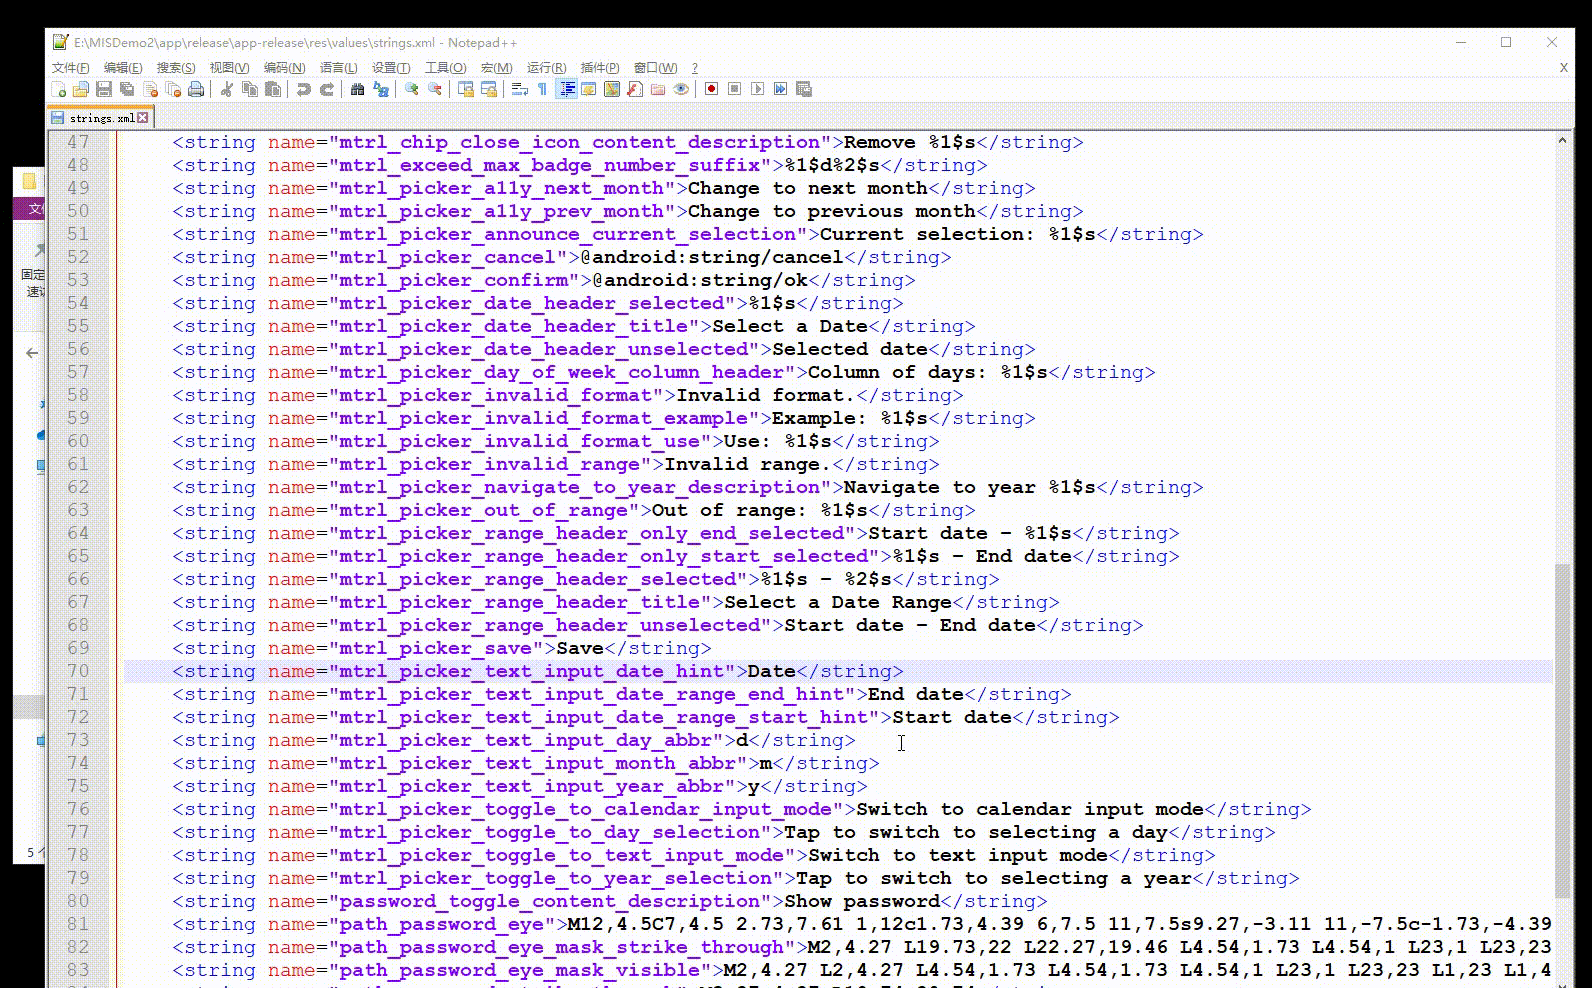 E:\MISDemo2\app\release\app-release\res\values\strings.xml - Notepad++
文件(F) 编辑(E) 搜索(S) 视图(V) 编码(N) 语言(L) 设置(T) 工具(O) 宏(M) 运行(R) 插件(P) 窗口(W) ? X
strings.xml
47 <string name="mtrl_chip_close_icon_content_description">Remove %1$s</string>
48 <string name="mtrl_exceed_max_badge_number_suffix">%1$d%2$s</string>
49 <string name="mtrl_picker_a11y_next_month">Change to next month</string>
50 <string name="mtrl_picker_a11y_prev_month">Change to previous month</string>
51 <string name="mtrl_picker_announce_current_selection">Current selection: %1$s</string>
52 <string name="mtrl_picker_cancel">@android:string/cancel</string>
53 <string name="mtrl_picker_confirm">@android:string/ok</string>
54 <string name="mtrl_picker_date_header_selected">%1$s</string>
55 <string name="mtrl_picker_date_header_title">Select a Date</string>
56 <string name="mtrl_picker_date_header_unselected">Selected date</string>
57 <string name="mtrl_picker_day_of_week_column_header">Column of days: %1$s</string>
58 <string name="mtrl_picker_invalid_format">Invalid format.</string>
59 <string name="mtrl_picker_invalid_format_example">Example: %1$s</string>
60 <string name="mtrl_picker_invalid_format_use">Use: %1$s</string>
61 <string name="mtrl_picker_invalid_range">Invalid range.</string>
62 <string name="mtrl_picker_navigate_to_year_description">Navigate to year %1$s</string>
63 <string name="mtrl_picker_out_of_range">Out of range: %1$s</string>
64 <string name="mtrl_picker_range_header_only_end_selected">Start date – %1$s</string>
65 <string name="mtrl_picker_range_header_only_start_selected">%1$s – End date</string>
66 <string name="mtrl_picker_range_header_selected">%1$s – %2$s</string>
67 <string name="mtrl_picker_range_header_title">Select a Date Range</string>
68 <string name="mtrl_picker_range_header_unselected">Start date – End date</string>
69 <string name="mtrl_picker_save">Save</string>
70 <string name="mtrl_picker_text_input_date_hint">Date</string>
71 <string name="mtrl_picker_text_input_date_range_end_hint">End date</string>
72 <string name="mtrl_picker_text_input_date_range_start_hint">Start date</string>
73 <string name="mtrl_picker_text_input_day_abbr">d</string>
74 <string name="mtrl_picker_text_input_month_abbr">m</string>
75 <string name="mtrl_picker_text_input_year_abbr">y</string>
76 <string name="mtrl_picker_toggle_to_calendar_input_mode">Switch to calendar input mode</string>
77 <string name="mtrl_picker_toggle_to_day_selection">Tap to switch to selecting a day</string>
78 <string name="mtrl_picker_toggle_to_text_input_mode">Switch to text input mode</string>
79 <string name="mtrl_picker_toggle_to_year_selection">Tap to switch to selecting a year</string>
80 <string name="password_toggle_content_description">Show password</string>
81 <string name="path_password_eye">M12,4.5C7,4.5 2.73,7.61 1,12c1.73,4.39 6,7.5 11,7.5s9.27,-3.11 11,-7.5c-1.73,-4.39
82 <string name="path_password_eye_mask_strike_through">M2,4.27 L19.73,22 L22.27,19.46 L4.54,1.73 L4.54,1 L23,1 L23,23
83 <string name="path_password_eye_mask_visible">M2,4.27 L2,4.27 L4.54,1.73 L4.54,1.73 L4.54,1 L23,1 L23,23 L1,23 L1,4
固定
速
5